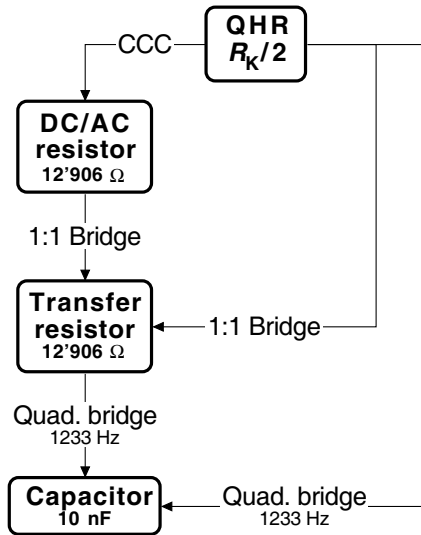 QHR
R_K/2
CCC
DC/AC
resistor
12'906 Ω
1:1 Bridge
Transfer
resistor
12'906 Ω
1:1 Bridge
Quad. bridge
1233 Hz
Capacitor
10 nF
Quad. bridge
1233 Hz